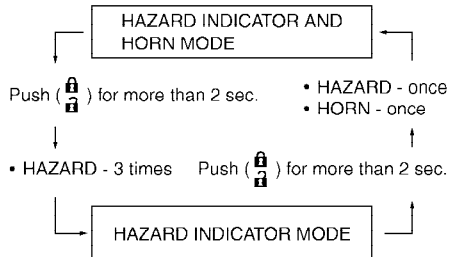 HAZARD INDICATOR AND
HORN MODE
Push ( ) for more than 2 sec.
• HAZARD - once
• HORN - once
• HAZARD - 3 times
Push ( ) for more than 2 sec.
HAZARD INDICATOR MODE